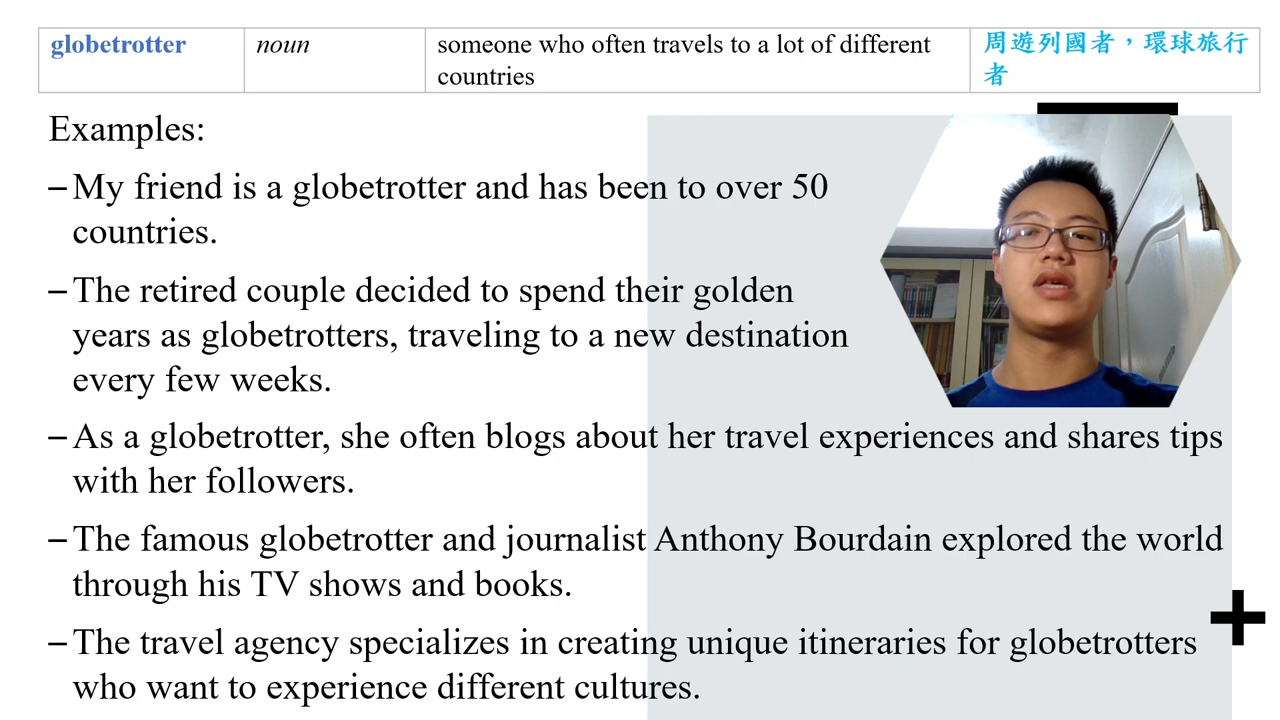 globetrotter
noun
someone who often travels to a lot of different
countries
周遊列國者，環球旅行
者
Examples:
–My friend is a globetrotter and has been to over 50
countries.
–The retired couple decided to spend their golden
years as globetrotters, traveling to a new destination
every few weeks.
–As a globetrotter, she often blogs about her travel experiences and shares tips
with her followers.
–The famous globetrotter and journalist Anthony Bourdain explored the world
through his TV shows and books.
–The travel agency specializes in creating unique itineraries for globetrotters
who want to experience different cultures.